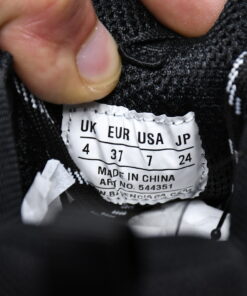 UK EUR USA JP
4 37 7 24
MADE IN CHINA
ART NO. 544351